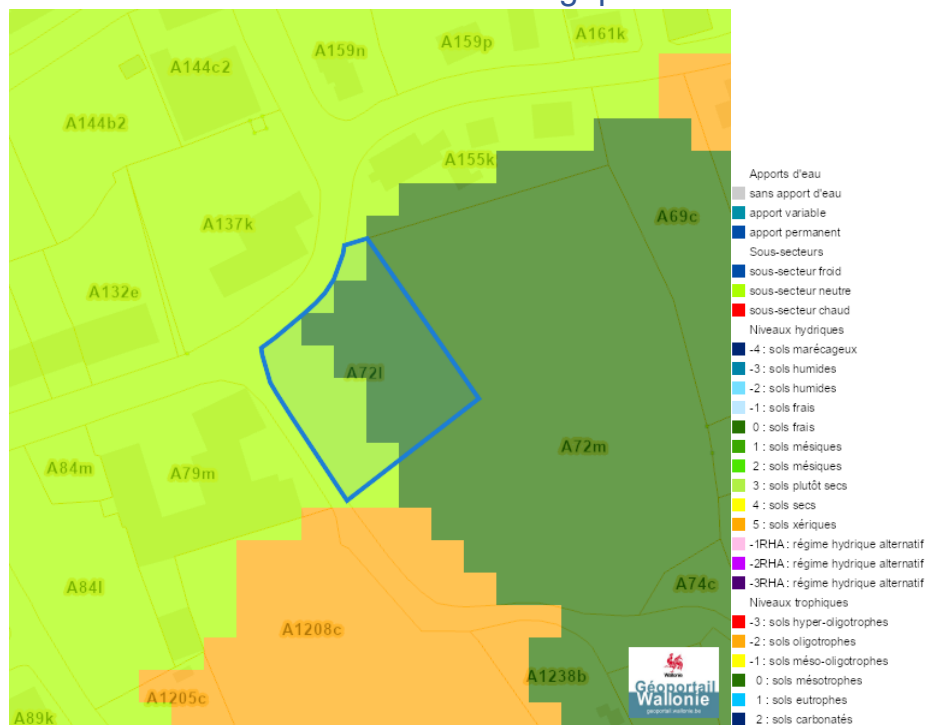 A159n
A159p
A161k
A144c2
A144b2
A155k
A137k
A69c
A132e
A72l
A72m
A84m
A79m
A84l
A74c
A1208c
A1238b
A1205c
A89k
Wallonie
Géoportail
Wallonie
geoportail.wallonie.be
Apports d'eau
sans apport d'eau
apport variable
apport permanent
Sous-secteurs
sous-secteur froid
sous-secteur neutre
sous-secteur chaud
Niveaux hydriques
-4 : sols marécageux
-3 : sols humides
-2 : sols humides
-1 : sols frais
0 : sols frais
1 : sols mésiques
2 : sols mésiques
3 : sols plutôt secs
4 : sols secs
5 : sols xériques
-1RHA : régime hydrique alternatif
-2RHA : régime hydrique alternatif
-3RHA : régime hydrique alternatif
Niveaux trophiques
-3 : sols hyper-oligotrophes
-2 : sols oligotrophes
-1 : sols méso-oligotrophes
0 : sols mésotrophes
1 : sols eutrophes
2 : sols carbonatés